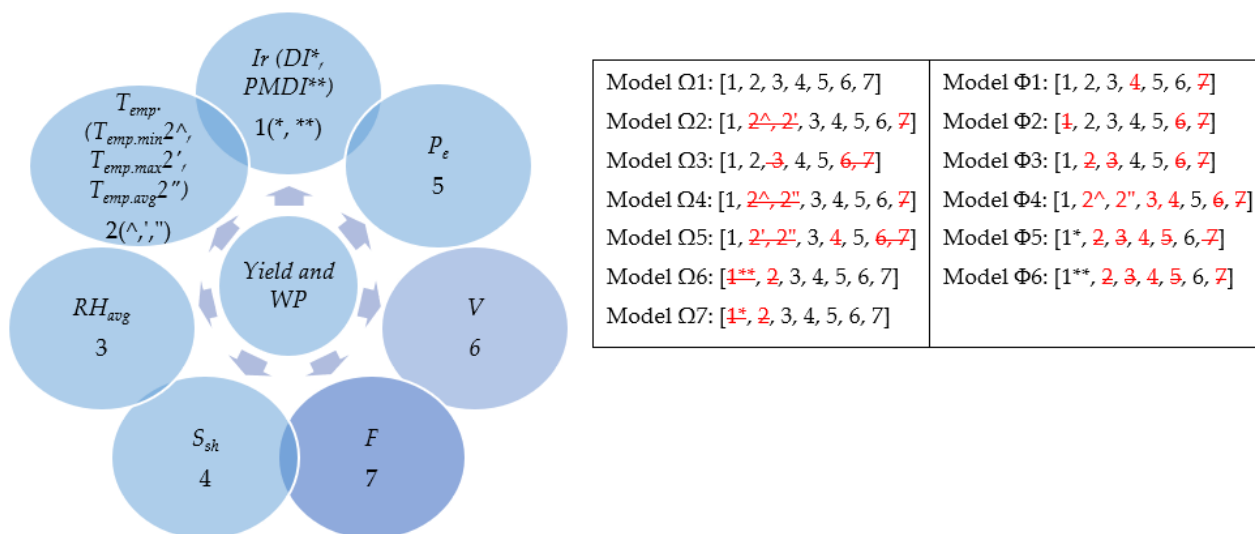 Ir (DI*,
PMDI**)
1(*, **)
Temp.
(Temp.min2^,
Temp.max2',
Temp.avg2")
2(^,',")
Pe
5
Yield and
WP
RHavg
3
V
6
Ssh
4
F
7
Model Ω1: [1, 2, 3, 4, 5, 6, 7]
Model Ω2: [1, 2^, 2', 3, 4, 5, 6, 7]
Model Ω3: [1, 2, 3, 4, 5, 6, 7]
Model Ω4: [1, 2^, 2", 3, 4, 5, 6, 7]
Model Ω5: [1, 2', 2", 3, 4, 5, 6, 7]
Model Ω6: [1**, 2, 3, 4, 5, 6, 7]
Model Ω7: [1*, 2, 3, 4, 5, 6, 7]
Model Φ1: [1, 2, 3, 4, 5, 6, 7]
Model Φ2: [1, 2, 3, 4, 5, 6, 7]
Model Φ3: [1, 2, 3, 4, 5, 6, 7]
Model Φ4: [1, 2^, 2", 3, 4, 5, 6, 7]
Model Φ5: [1*, 2, 3, 4, 5, 6, 7]
Model Φ6: [1**, 2, 3, 4, 5, 6, 7]